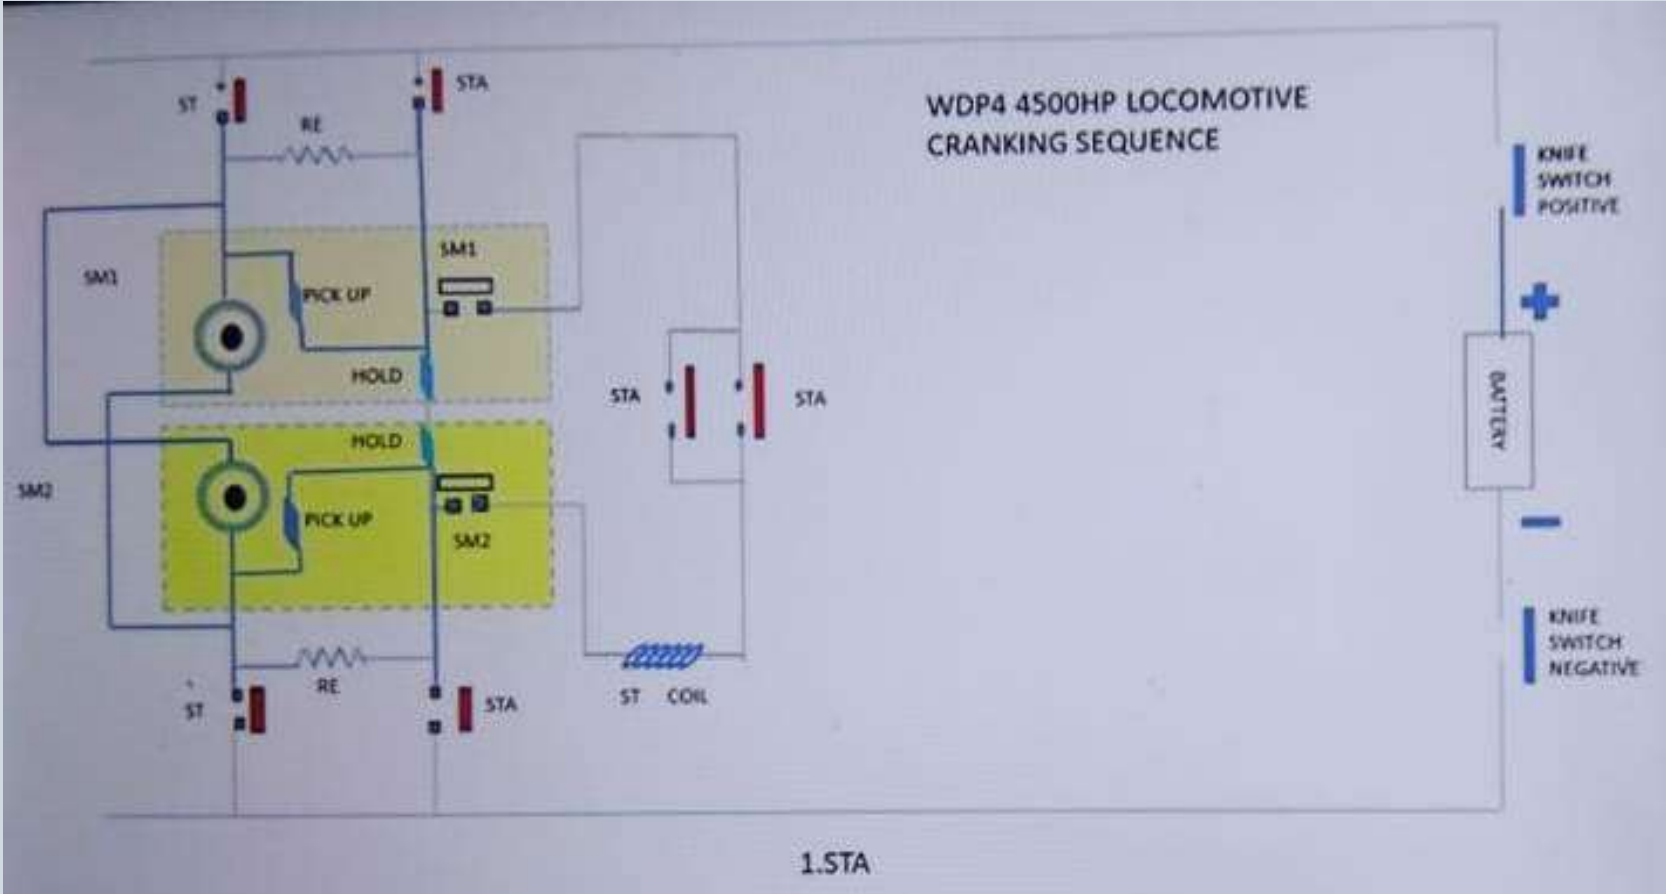 ST
STA
RE
WDP4 4500HP LOCOMOTIVE
CRANKING SEQUENCE
KNIFE
SWITCH
POSITIVE
SM1
SM1
PICK UP
HOLD
STA
STA
BATTERY
HOLD
SM2
PICK UP
SM2
KNIFE
SWITCH
NEGATIVE
RE
ST
STA
ST COIL
1.STA